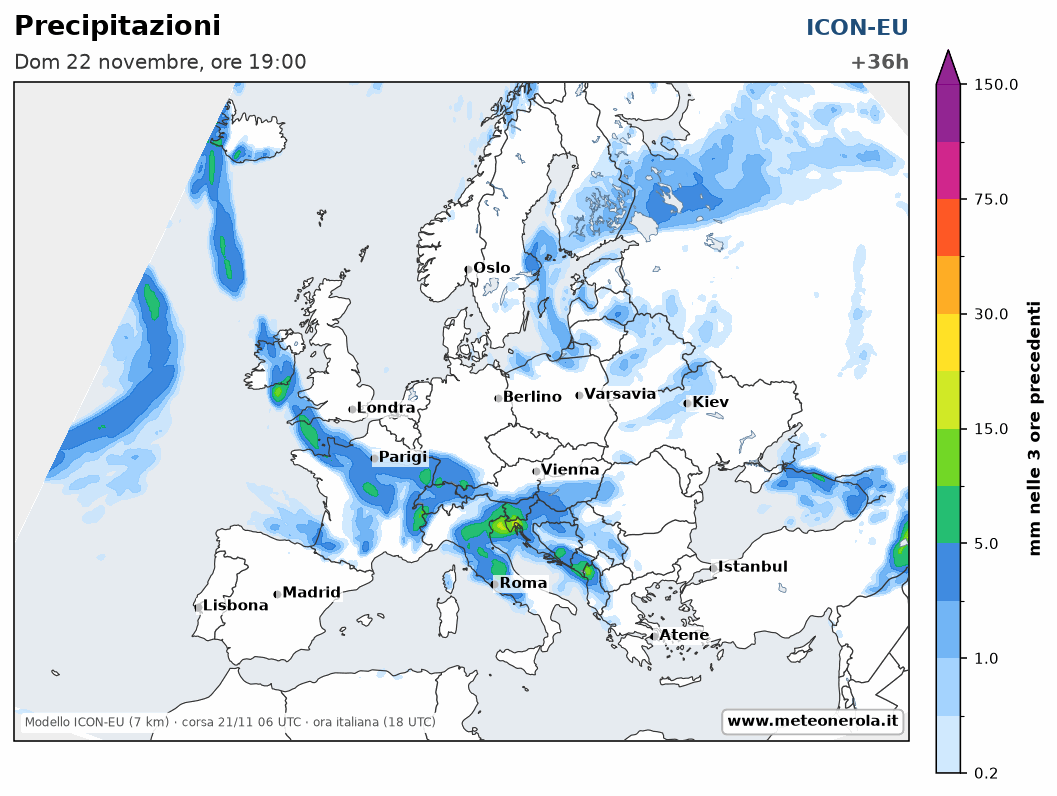 Precipitazioni
ICON-EU
Dom 22 novembre, ore 19:00
+36h
150.0
75.0
30.0
15.0
5.0
1.0
0.2
mm nelle 3 ore precedenti
Oslo
Berlino
Varsavia
Kiev
Londra
Parigi
Vienna
Istanbul
Roma
Madrid
Lisbona
Atene
Modello ICON-EU (7 km) · corsa 21/11 06 UTC · ora italiana (18 UTC)
www.meteonerola.it